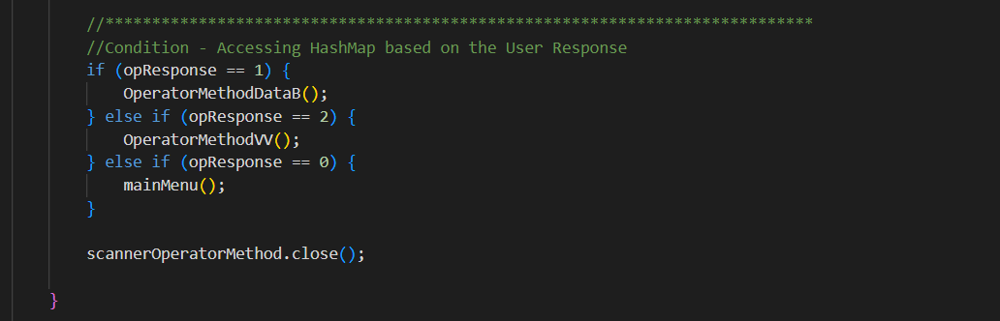 //****************************************************************************
//Condition - Accessing HashMap based on the User Response
if (opResponse == 1) {
OperatorMethodDataB();
} else if (opResponse == 2) {
OperatorMethodVV();
} else if (opResponse == 0) {
mainMenu();
}
scannerOperatorMethod.close();
}